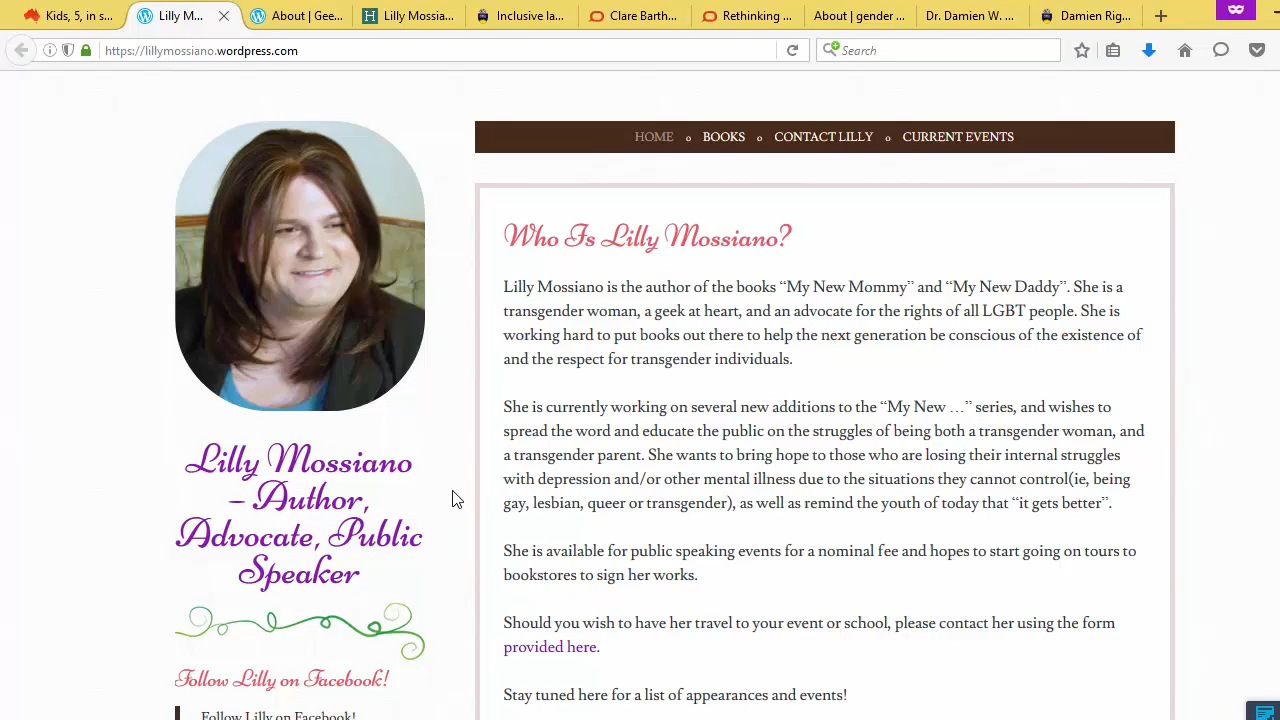 Kids, 5, in s...
Lilly M...
About | Gee...
Lilly Mossia...
Inclusive la...
Clare Barth...
Rethinking ...
About | gender ...
Dr. Damien W. ...
Damien Rig...
https://lillymossiano.wordpress.com
Search
HOME o BOOKS o CONTACT LILLY o CURRENT EVENTS
Who Is Lilly Mossiano?
Lilly Mossiano is the author of the books “My New Mommy” and “My New Daddy”. She is a
transgender woman, a geek at heart, and an advocate for the rights of all LGBT people. She is
working hard to put books out there to help the next generation be conscious of the existence of
and the respect for transgender individuals.
She is currently working on several new additions to the “My New …” series, and wishes to
spread the word and educate the public on the struggles of being both a transgender woman, and
a transgender parent. She wants to bring hope to those who are losing their internal struggles
with depression and/or other mental illness due to the situations they cannot control(ie, being
gay, lesbian, queer or transgender), as well as remind the youth of today that “it gets better”.
She is available for public speaking events for a nominal fee and hopes to start going on tours to
bookstores to sign her works.
Should you wish to have her travel to your event or school, please contact her using the form
provided here.
Stay tuned here for a list of appearances and events!
Lilly Mossiano
– Author,
Advocate, Public
Speaker
Follow Lilly on Facebook!
Follow Lilly on Facebook!